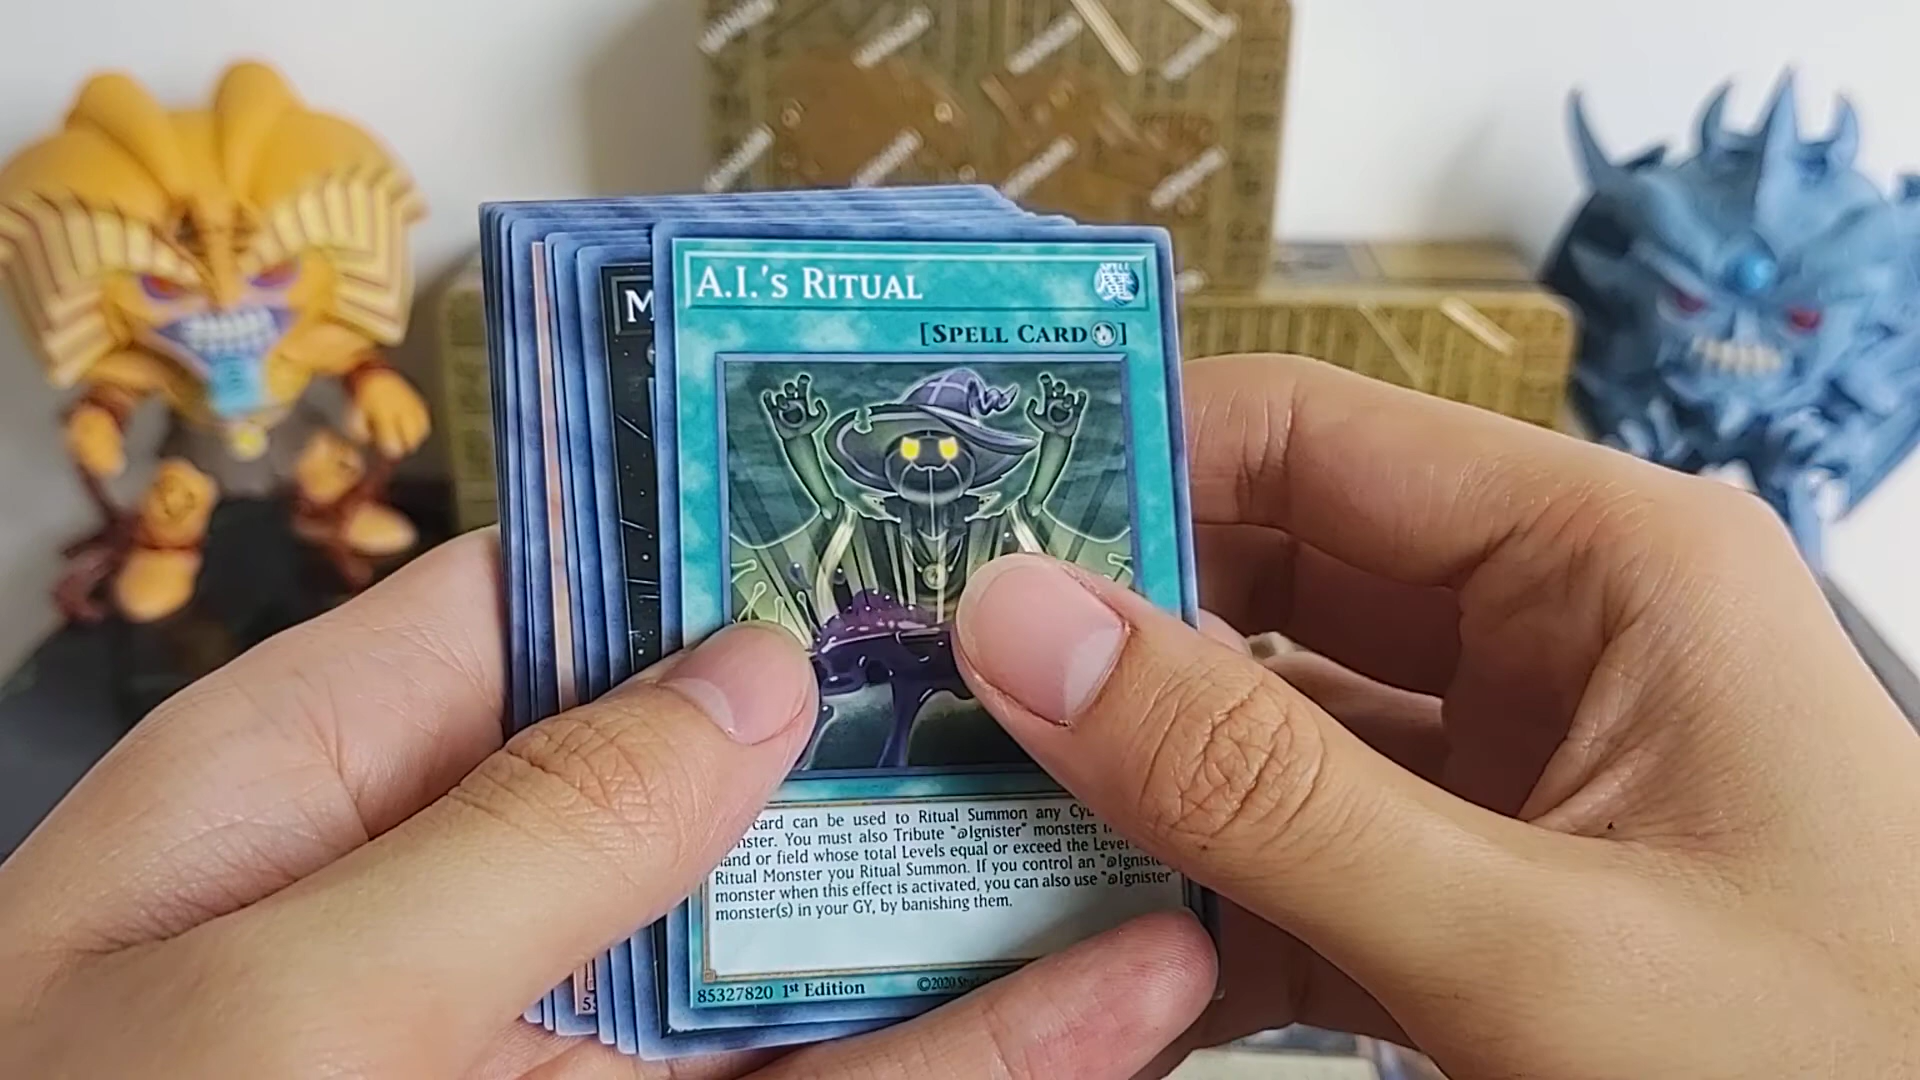 A.I.'s RITUAL
[SPELL CARD]
M
card can be used to Ritual Summon any
You must also Tribute "@Ignister" monsters
or field whose total Levels equal or exceed the Level
Ritual Monster you Ritual Summon. If you control an
monster when this effect is activated, you can also use "@Ignister"
monster(s) in your GY, by banishing them.
85327820 1st Edition ©2020